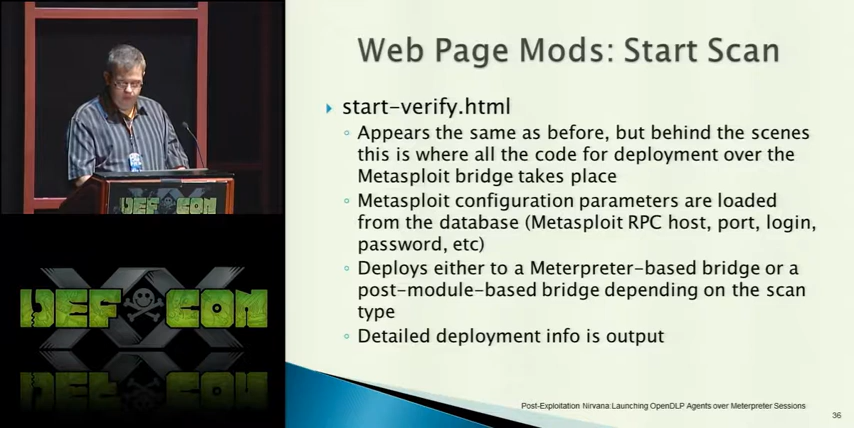 Web Page Mods: Start Scan
start-verify.html
Appears the same as before, but behind the scenes
this is where all the code for deployment over the
Metasploit bridge takes place
Metasploit configuration parameters are loaded
from the database (Metasploit RPC host, port, login,
password, etc)
Deploys either to a Meterpreter-based bridge or a
post-module-based bridge depending on the scan
type
Detailed deployment info is output
DEF CON
XX
DEF CON
Post-Exploitation Nirvana:Launching OpenDLP Agents over Meterpreter Sessions
36